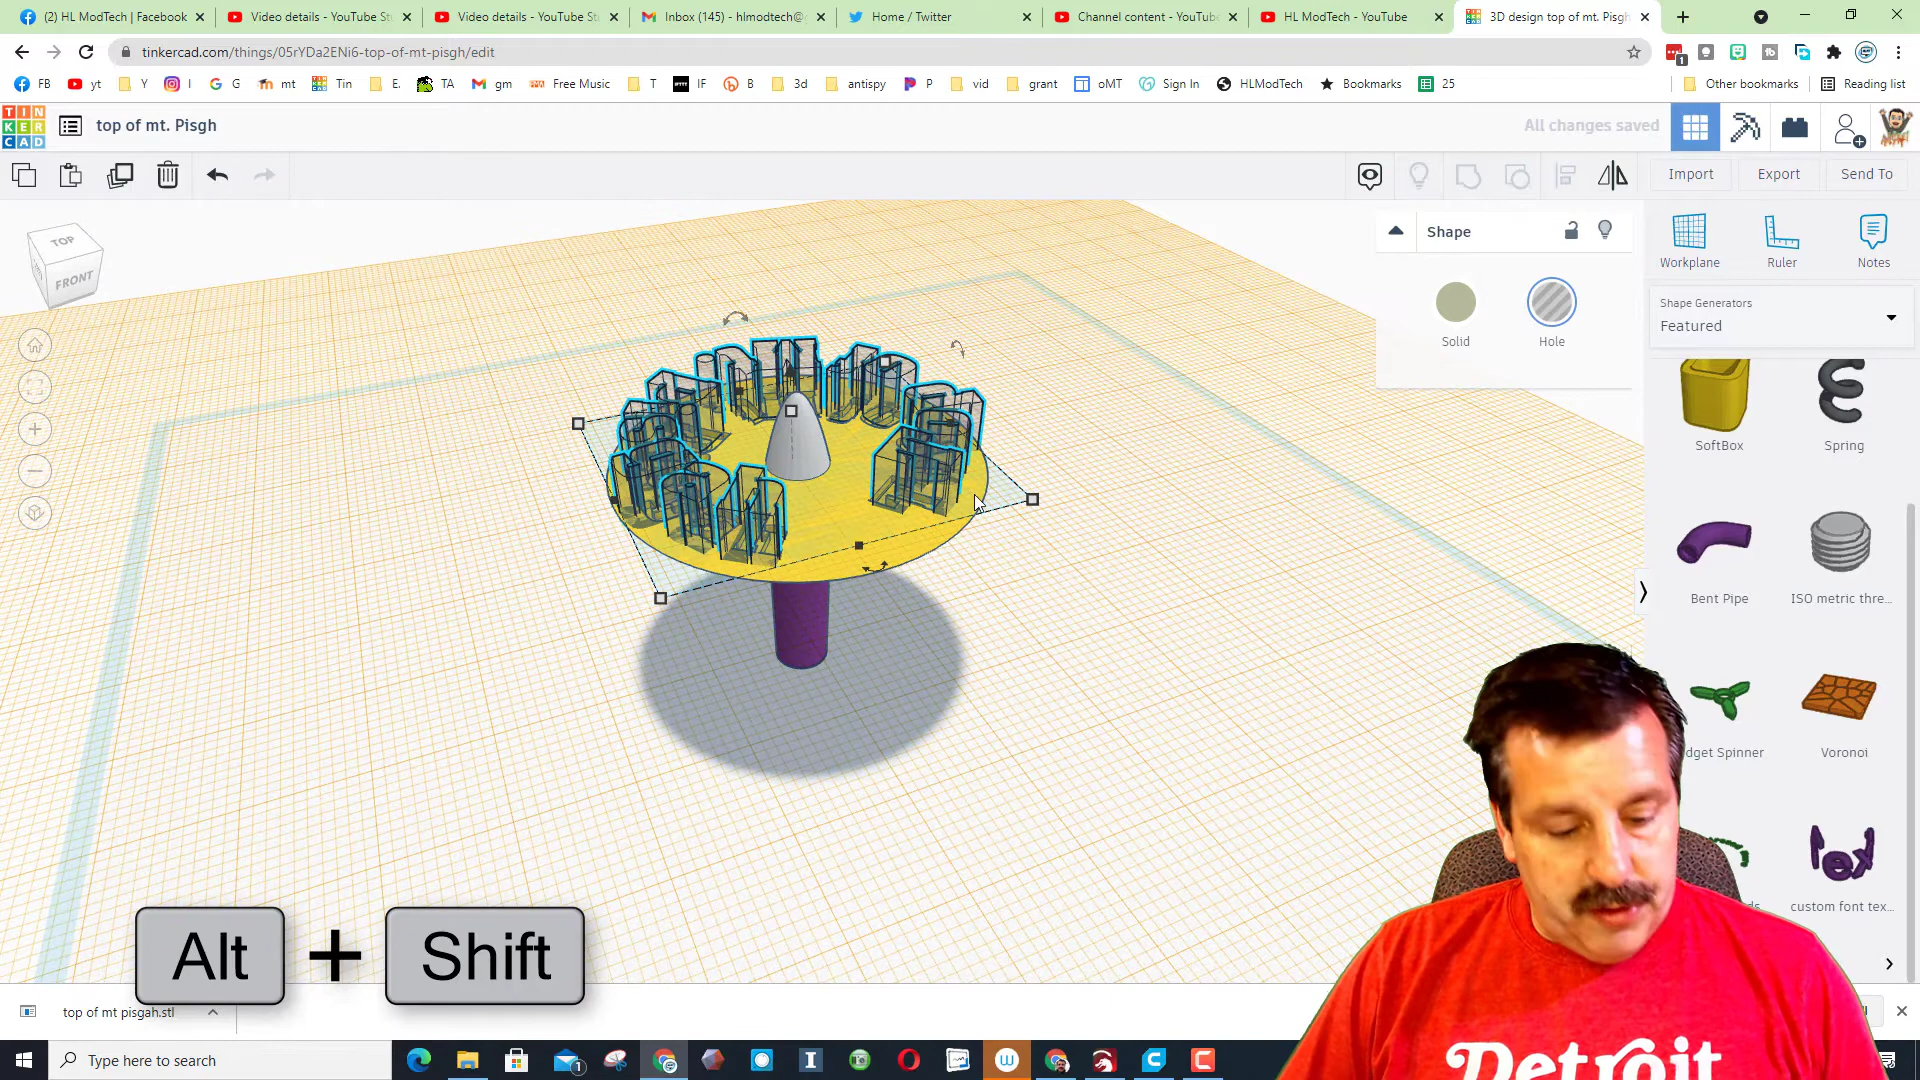 (2) HL ModTech | Facebook
Video details - YouTube Stu
Video details - YouTube Stu
Inbox (145) - hlmodtech@g
Home / Twitter
Channel content - YouTube
HL ModTech - YouTube
3D design top of mt. Pisgh
tinkercad.com/things/05rYDa2ENi6-top-of-mt-pisgh/edit
FB
yt
Y
I
G
mt
Tin
E.
TA
gm
Free Music
T
IF
B
3d
antispy
P
vid
grant
oMT
Sign In
HLModTech
Bookmarks
25
Other bookmarks
Reading list
TIN
KER
CAD
top of mt. Pisgh
All changes saved
Import
Export
Send To
TOP
FRONT
Shape
Solid
Hole
Workplane
Ruler
Notes
Shape Generators
Featured
SoftBox
Spring
Bent Pipe
ISO metric thre...
dget Spinner
Voronoi
custom font tex...
Alt + Shift
top of mt pisgah.stl
Type here to search
Detroit